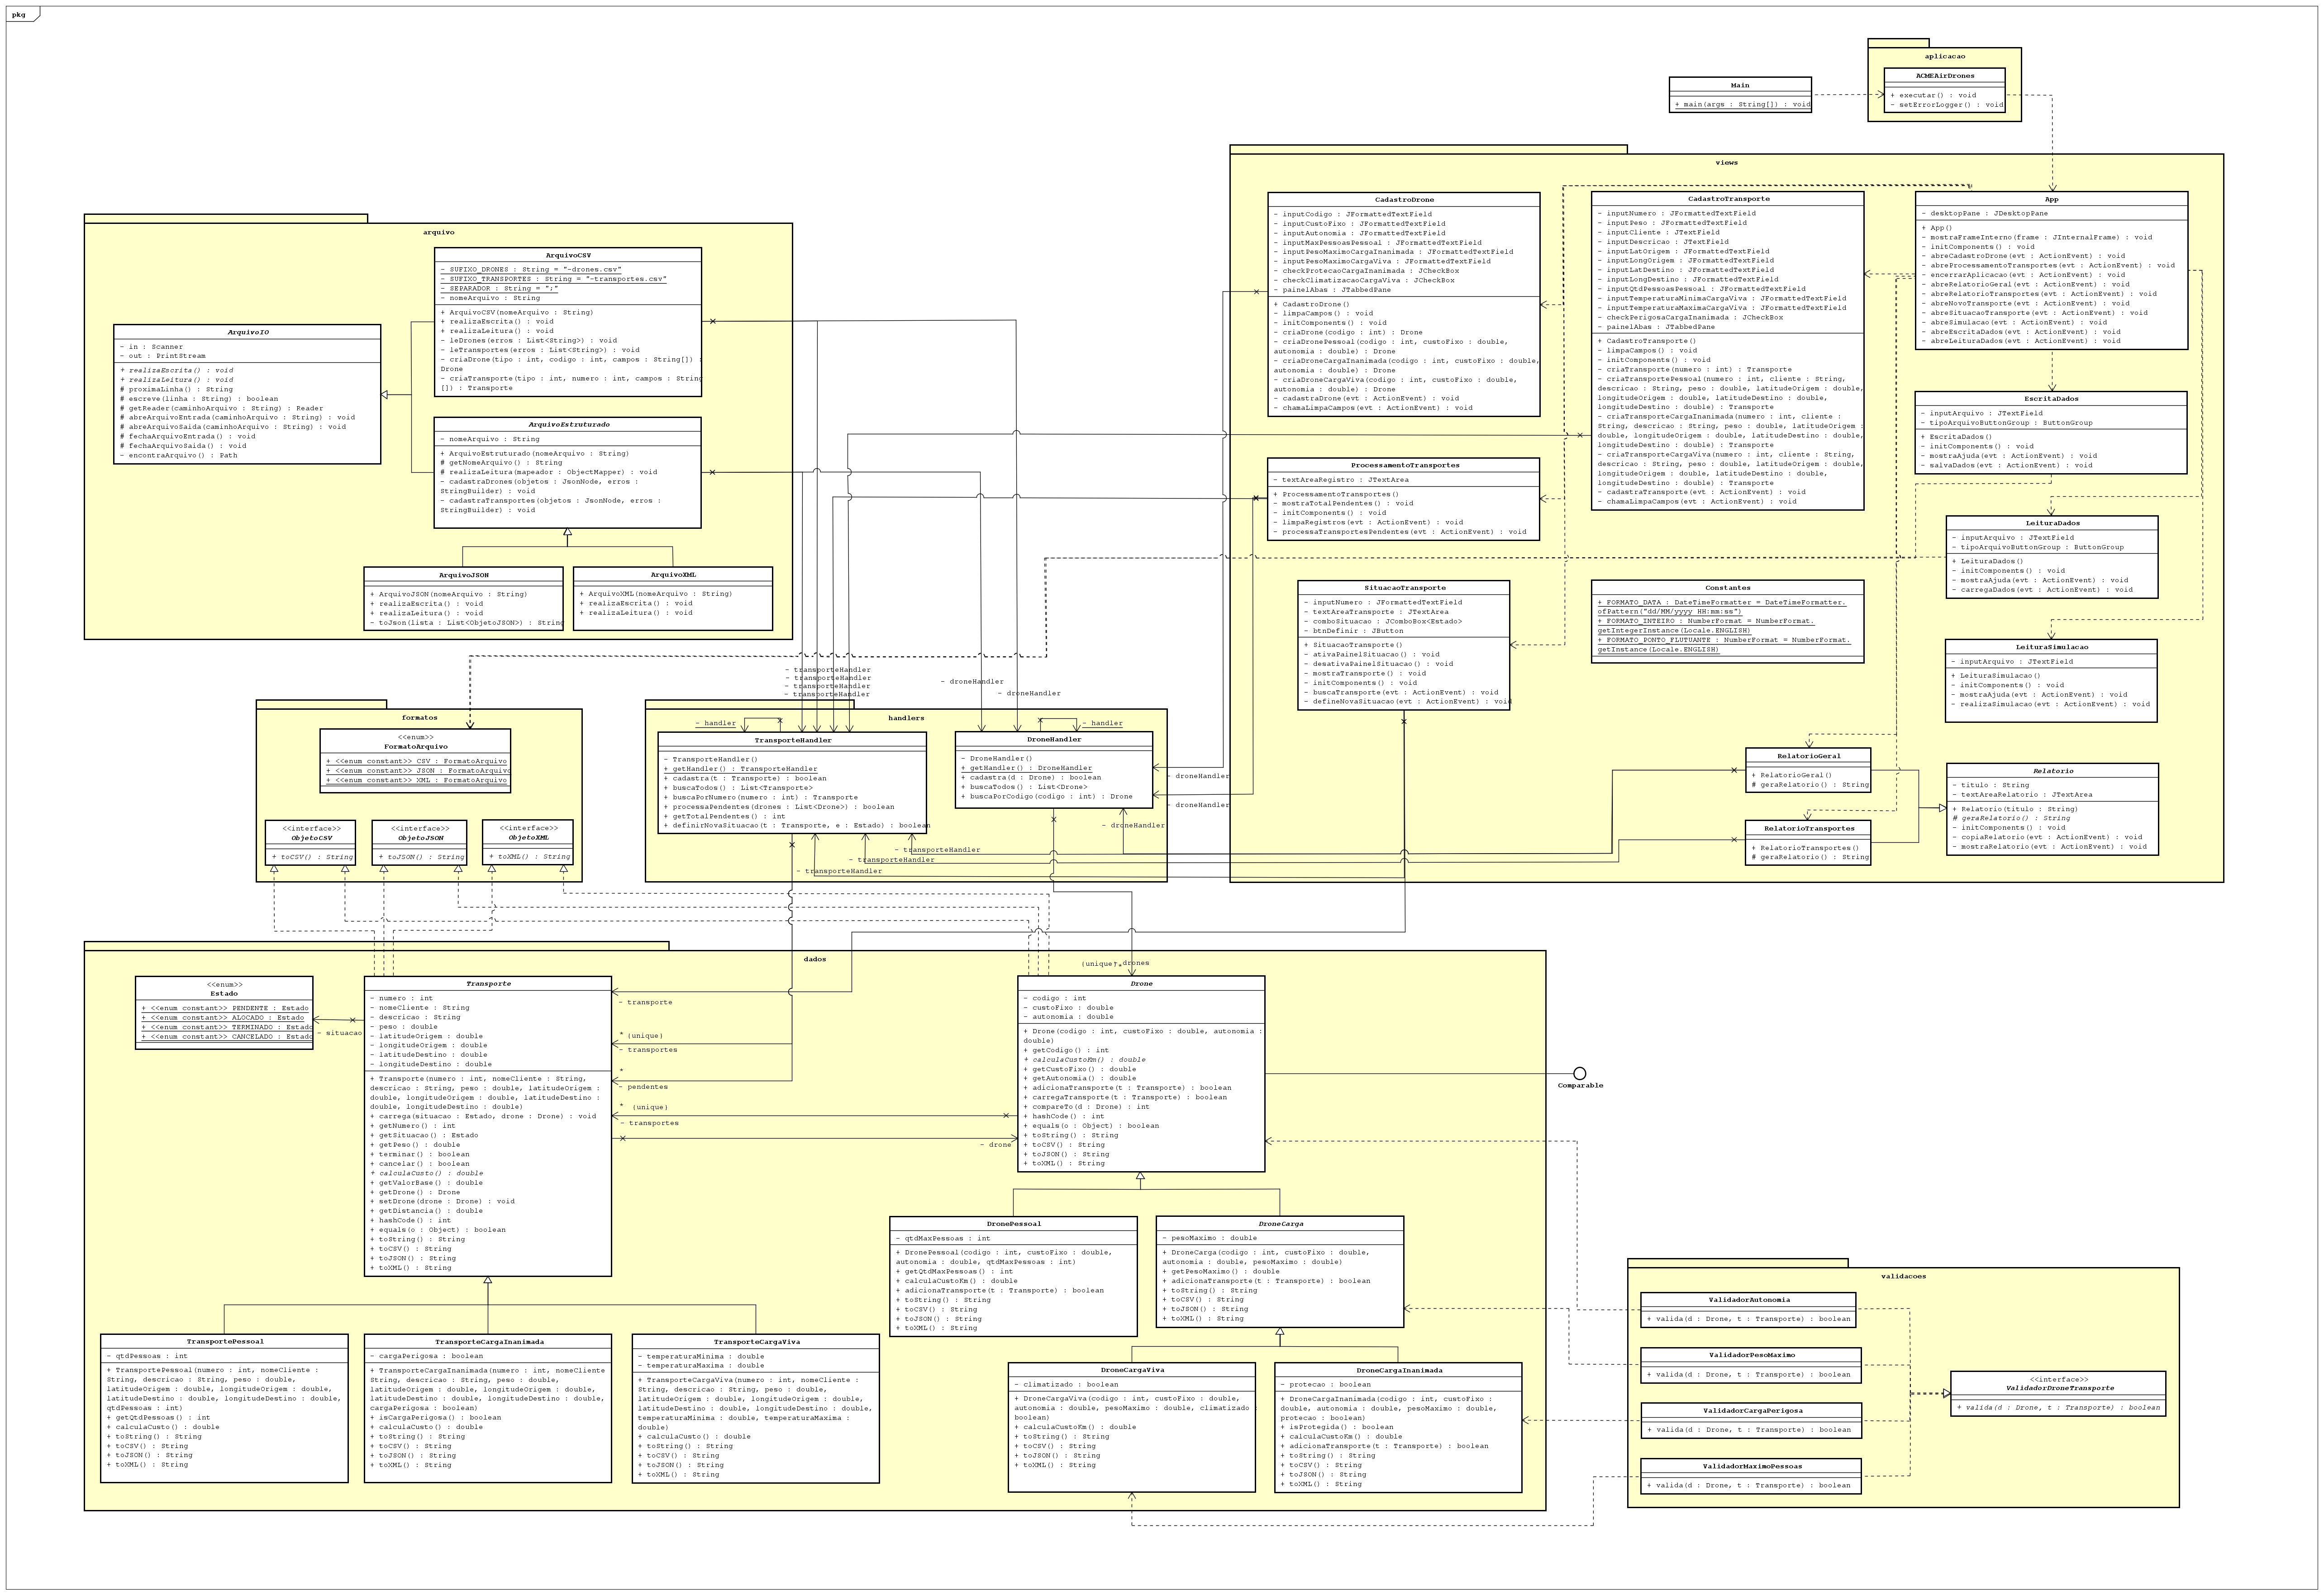 pkg
aplicacao
ACMEAirDrones
+ executar() : void
- setErrorLogger() : void
Main
+ main(args : String[]) : void
views
CadastroDrone
- inputCodigo : JFormattedTextField
- inputCustoFixo : JFormattedTextField
- inputAutonomia : JFormattedTextField
- inputMaxPessoasPessoal : JFormattedTextField
- inputPesoMaximoCargaInanimada : JFormattedTextField
- inputPesoMaximoCargaViva : JFormattedTextField
- checkProtecaoCargaInanimada : JCheckBox
- checkClimatizacaoCargaViva : JCheckBox
- painelAbas : JTabbedPane
+ CadastroDrone()
- limpaCampos() : void
- initComponents() : void
- criaDrone(codigo : int) : Drone
- criaDronePessoal(codigo : int, custoFixo : double,
autonomia : double) : Drone
- criaDroneCargaInanimada(codigo : int, custoFixo : double,
autonomia : double) : Drone
- criaDroneCargaViva(codigo : int, custoFixo : double,
autonomia : double) : Drone
- cadastraDrone(evt : ActionEvent) : void
- chamaLimpaCampos(evt : ActionEvent) : void
CadastroTransporte
- inputNumero : JFormattedTextField
- inputPeso : JFormattedTextField
- inputCliente : JTextField
- inputDescricao : JTextField
- inputLatOrigem : JFormattedTextField
- inputLongOrigem : JFormattedTextField
- inputLatDestino : JFormattedTextField
- inputLongDestino : JFormattedTextField
- inputQtdPessoasPessoal : JFormattedTextField
- inputTemperaturaMinimaCargaViva : JFormattedTextField
- inputTemperaturaMaximaCargaViva : JFormattedTextField
- checkPerigosaCargaInanimada : JCheckBox
- painelAbas : JTabbedPane
+ CadastroTransporte()
- limpaCampos() : void
- initComponents() : void
- criaTransporte(numero : int) : Transporte
- criaTransportePessoal(numero : int, cliente : String,
descricao : String, peso : double, latitudeOrigem : double,
longitudeOrigem : double, latitudeDestino : double,
longitudeDestino : double) : Transporte
- criaTransporteCargaInanimada(numero : int, cliente :
String, descricao : String, peso : double, latitudeOrigem :
double, longitudeOrigem : double, latitudeDestino : double,
longitudeDestino : double) : Transporte
- criaTransporteCargaViva(numero : int, cliente : String,
descricao : String, peso : double, latitudeOrigem : double,
longitudeOrigem : double, latitudeDestino : double,
longitudeDestino : double) : Transporte
- cadastraTransporte(evt : ActionEvent) : void
- chamaLimpaCampos(evt : ActionEvent) : void
App
- desktopPane : JDesktopPane
+ App()
- mostraFrameInterno(frame : JInternalFrame) : void
- initComponents() : void
- abreCadastroDrone(evt : ActionEvent) : void
- abreProcessamentoTransportes(evt : ActionEvent) : void
- encerrarAplicacao(evt : ActionEvent) : void
- abreRelatorioGeral(evt : ActionEvent) : void
- abreRelatorioTransportes(evt : ActionEvent) : void
- abreNovoTransporte(evt : ActionEvent) : void
- abreSituacaoTransporte(evt : ActionEvent) : void
- abreSimulacao(evt : ActionEvent) : void
- abreEscritaDados(evt : ActionEvent) : void
- abreLeituraDados(evt : ActionEvent) : void
EscritaDados
- inputArquivo : JTextField
- tipoArquivoButtonGroup : ButtonGroup
+ EscritaDados()
- initComponents() : void
- mostraAjuda(evt : ActionEvent) : void
- salvaDados(evt : ActionEvent) : void
ProcessamentoTransportes
- textAreaRegistro : JTextArea
+ ProcessamentoTransportes()
- mostraTotalPendentes() : void
- initComponents() : void
- limpaRegistros(evt : ActionEvent) : void
- processaTransportesPendentes(evt : ActionEvent) : void
LeituraDados
- inputArquivo : JTextField
- tipoArquivoButtonGroup : ButtonGroup
+ LeituraDados()
- initComponents() : void
- mostraAjuda(evt : ActionEvent) : void
- carregaDados(evt : ActionEvent) : void
SituacaoTransporte
- inputNumero : JFormattedTextField
- textAreaTransporte : JTextArea
- comboSituacao : JComboBox<Estado>
- btnDefinir : JButton
+ SituacaoTransporte()
- ativaPainelSituacao() : void
- desativaPainelSituacao() : void
- mostraTransporte() : void
- initComponents() : void
- buscaTransporte(evt : ActionEvent) : void
- defineNovaSituacao(evt : ActionEvent) : void
Constantes
+ FORMATO_DATA : DateTimeFormatter = DateTimeFormatter.
ofPattern("dd/MM/yyyy HH:mm:ss")
+ FORMATO_INTEIRO : NumberFormat = NumberFormat.
getIntegerInstance(Locale.ENGLISH)
+ FORMATO_PONTO_FLUTUANTE : NumberFormat = NumberFormat.
getInstance(Locale.ENGLISH)
LeituraSimulacao
- inputArquivo : JTextField
+ LeituraSimulacao()
- initComponents() : void
- mostraAjuda(evt : ActionEvent) : void
- realizaSimulacao(evt : ActionEvent) : void
RelatorioGeral
+ RelatorioGeral()
# geraRelatorio() : String
RelatorioTransportes
+ RelatorioTransportes()
# geraRelatorio() : String
Relatorio
- titulo : String
- textAreaRelatorio : JTextArea
+ Relatorio(titulo : String)
# geraRelatorio() : String
- initComponents() : void
- copiaRelatorio(evt : ActionEvent) : void
- mostraRelatorio(evt : ActionEvent) : void
arquivo
ArquivoCSV
- SUFIXO_DRONES : String = "-drones.csv"
- SUFIXO_TRANSPORTES : String = "-transportes.csv"
- SEPARADOR : String = ";"
- nomeArquivo : String
+ ArquivoCSV(nomeArquivo : String)
+ realizaEscrita() : void
+ realizaLeitura() : void
- leDrones(erros : List<String>) : void
- leTransportes(erros : List<String>) : void
- criaDrone(tipo : int, codigo : int, campos : String[]) :
Drone
- criaTransporte(tipo : int, numero : int, campos : String
[]) : Transporte
ArquivoIO
- in : Scanner
- out : PrintStream
+ realizaEscrita() : void
+ realizaLeitura() : void
# proximaLinha() : String
# escreve(linha : String) : boolean
# getReader(caminhoArquivo : String) : Reader
# abreArquivoEntrada(caminhoArquivo : String) : void
# abreArquivoSaida(caminhoArquivo : String) : void
# fechaArquivoEntrada() : void
# fechaArquivoSaida() : void
- encontraArquivo() : Path
ArquivoEstruturado
- nomeArquivo : String
+ ArquivoEstruturado(nomeArquivo : String)
# getNomeArquivo() : String
# realizaLeitura(mapeador : ObjectMapper) : void
- cadastraDrones(objetos : JsonNode, erros :
StringBuilder) : void
- cadastraTransportes(objetos : JsonNode, erros :
StringBuilder) : void
ArquivoJSON
+ ArquivoJSON(nomeArquivo : String)
+ realizaEscrita() : void
+ realizaLeitura() : void
- toJson(lista : List<ObjetoJSON>) : String
ArquivoXML
+ ArquivoXML(nomeArquivo : String)
+ realizaEscrita() : void
+ realizaLeitura() : void
- transporteHandler
- transporteHandler
- transporteHandler
- transporteHandler
- droneHandler
- droneHandler
formatos
<<enum>>
FormatoArquivo
+ <<enum constant>> CSV : FormatoArquivo
+ <<enum constant>> JSON : FormatoArquivo
+ <<enum constant>> XML : FormatoArquivo
<<interface>>
ObjetoCSV
+ toCSV() : String
<<interface>>
ObjetoJSON
+ toJSON() : String
<<interface>>
ObjetoXML
+ toXML() : String
handlers
- handler
- handler
TransporteHandler
- TransporteHandler()
+ getHandler() : TransporteHandler
+ cadastra(t : Transporte) : boolean
+ buscaTodos() : List<Transporte>
+ buscaPorNumero(numero : int) : Transporte
+ processaPendentes(drones : List<Drone>) : boolean
+ getTotalPendentes() : int
+ definirNovaSituacao(t : Transporte, e : Estado) : boolean
DroneHandler
- DroneHandler()
+ getHandler() : DroneHandler
+ cadastra(d : Drone) : boolean
+ buscaTodos() : List<Drone>
+ buscaPorCodigo(codigo : int) : Drone
- droneHandler
- droneHandler
- droneHandler
- transporteHandler
- transporteHandler
- transporteHandler
dados
{unique}
*
- drones
<<enum>>
Estado
+ <<enum constant>> PENDENTE : Estado
+ <<enum constant>> ALOCADO : Estado
+ <<enum constant>> TERMINADO : Estado
+ <<enum constant>> CANCELADO : Estado
- situacao
Transporte
- numero : int
- nomeCliente : String
- descricao : String
- peso : double
- latitudeOrigem : double
- longitudeOrigem : double
- latitudeDestino : double
- longitudeDestino : double
+ Transporte(numero : int, nomeCliente : String,
descricao : String, peso : double, latitudeOrigem :
double, longitudeOrigem : double, latitudeDestino :
double, longitudeDestino : double)
+ carrega(situacao : Estado, drone : Drone) : void
+ getNumero() : int
+ getSituacao() : Estado
+ getPeso() : double
+ terminar() : boolean
+ cancelar() : boolean
+ calculaCusto() : double
+ getValorBase() : double
+ getDrone() : Drone
+ setDrone(drone : Drone) : void
+ getDistancia() : double
+ hashCode() : int
+ equals(o : Object) : boolean
+ toString() : String
+ toCSV() : String
+ toJSON() : String
+ toXML() : String
- transporte
* {unique}
- transportes
*
- pendentes
* {unique}
- transportes
- drone
Drone
- codigo : int
- custoFixo : double
- autonomia : double
+ Drone(codigo : int, custoFixo : double, autonomia :
double)
+ getCodigo() : int
+ calculaCustoKm() : double
+ getCustoFixo() : double
+ getAutonomia() : double
+ adicionaTransporte(t : Transporte) : boolean
+ carregaTransporte(t : Transporte) : boolean
+ compareTo(d : Drone) : int
+ hashCode() : int
+ equals(o : Object) : boolean
+ toString() : String
+ toCSV() : String
+ toJSON() : String
+ toXML() : String
Comparable
DronePessoal
- qtdMaxPessoas : int
+ DronePessoal(codigo : int, custoFixo : double,
autonomia : double, qtdMaxPessoas : int)
+ getQtdMaxPessoas() : int
+ calculaCustoKm() : double
+ adicionaTransporte(t : Transporte) : boolean
+ toString() : String
+ toCSV() : String
+ toJSON() : String
+ toXML() : String
DroneCarga
- pesoMaximo : double
+ DroneCarga(codigo : int, custoFixo : double,
autonomia : double, pesoMaximo : double)
+ getPesoMaximo() : double
+ adicionaTransporte(t : Transporte) : boolean
+ toString() : String
+ toCSV() : String
+ toJSON() : String
+ toXML() : String
TransportePessoal
- qtdPessoas : int
+ TransportePessoal(numero : int, nomeCliente :
String, descricao : String, peso : double,
latitudeOrigem : double, longitudeOrigem : double,
latitudeDestino : double, longitudeDestino : double,
qtdPessoas : int)
+ getQtdPessoas() : int
+ calculaCusto() : double
+ toString() : String
+ toCSV() : String
+ toJSON() : String
+ toXML() : String
TransporteCargaInanimada
- cargaPerigosa : boolean
+ TransporteCargaInanimada(numero : int, nomeCliente
: String, descricao : String, peso : double,
latitudeOrigem : double, longitudeOrigem : double,
latitudeDestino : double, longitudeDestino : double,
cargaPerigosa : boolean)
+ isCargaPerigosa() : boolean
+ calculaCusto() : double
+ toString() : String
+ toCSV() : String
+ toJSON() : String
+ toXML() : String
TransporteCargaViva
- temperaturaMinima : double
- temperaturaMaxima : double
+ TransporteCargaViva(numero : int, nomeCliente :
String, descricao : String, peso : double,
latitudeOrigem : double, longitudeOrigem : double,
latitudeDestino : double, longitudeDestino : double,
temperaturaMinima : double, temperaturaMaxima :
double)
+ calculaCusto() : double
+ toString() : String
+ toCSV() : String
+ toJSON() : String
+ toXML() : String
DroneCargaViva
- climatizado : boolean
+ DroneCargaViva(codigo : int, custoFixo : double,
autonomia : double, pesoMaximo : double, climatizado :
boolean)
+ calculaCustoKm() : double
+ toString() : String
+ toCSV() : String
+ toJSON() : String
+ toXML() : String
DroneCargaInanimada
- protecao : boolean
+ DroneCargaInanimada(codigo : int, custoFixo :
double, autonomia : double, pesoMaximo : double,
protecao : boolean)
+ isProtegida() : boolean
+ calculaCustoKm() : double
+ adicionaTransporte(t : Transporte) : boolean
+ toString() : String
+ toCSV() : String
+ toJSON() : String
+ toXML() : String
validacoes
ValidadorAutonomia
+ valida(d : Drone, t : Transporte) : boolean
ValidadorPesoMaximo
+ valida(d : Drone, t : Transporte) : boolean
ValidadorCargaPerigosa
+ valida(d : Drone, t : Transporte) : boolean
ValidadorMaximoPessoas
+ valida(d : Drone, t : Transporte) : boolean
<<interface>>
ValidadorDroneTransporte
+ valida(d : Drone, t : Transporte) : boolean